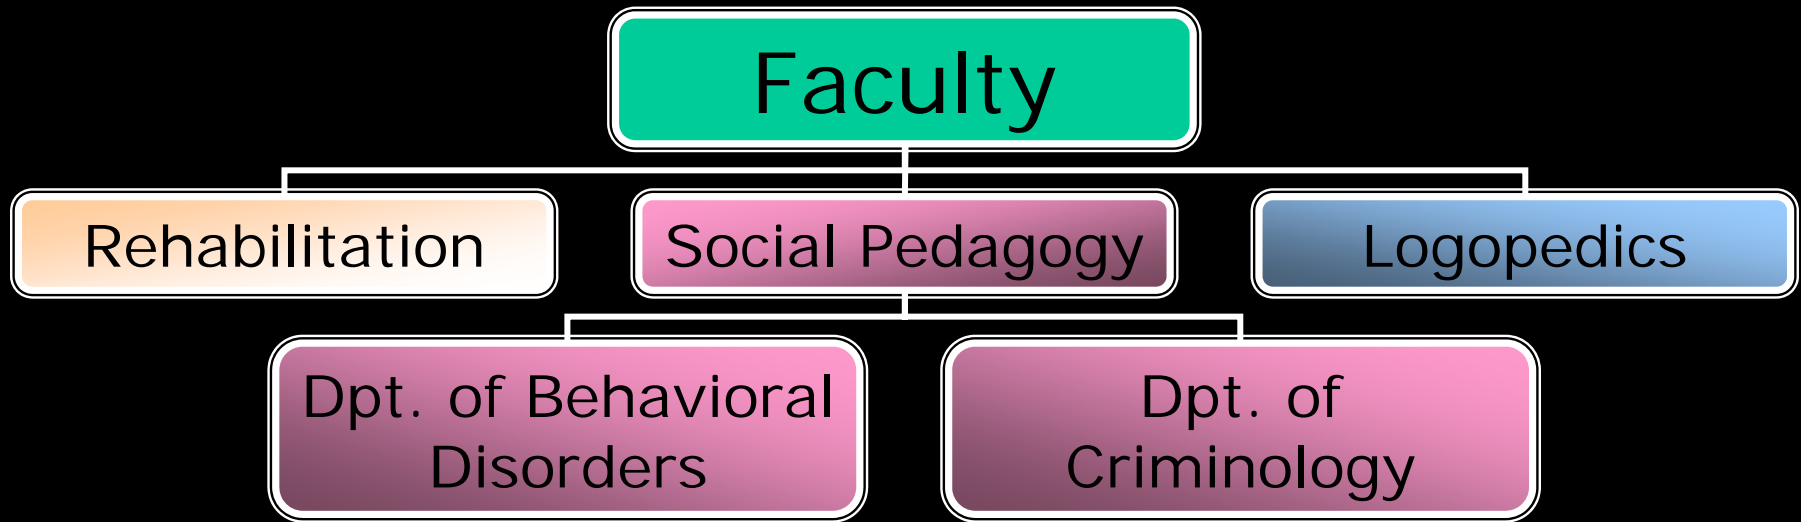 Faculty
Rehabilitation
Social Pedagogy
Logopedics
Dpt. of Behavioral
Disorders
Dpt. of
Criminology